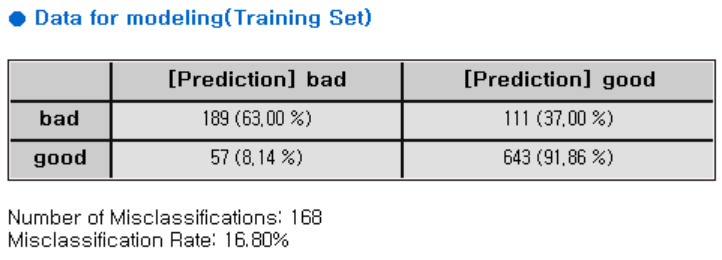 ● Data for modeling(Training Set)
[Prediction] bad [Prediction] good
bad 189 (63,00 %) 111 (37,00 %)
good 57 (8,14 %) 643 (91,86 %)
Number of Misclassifications: 168
Misclassification Rate: 16.80%